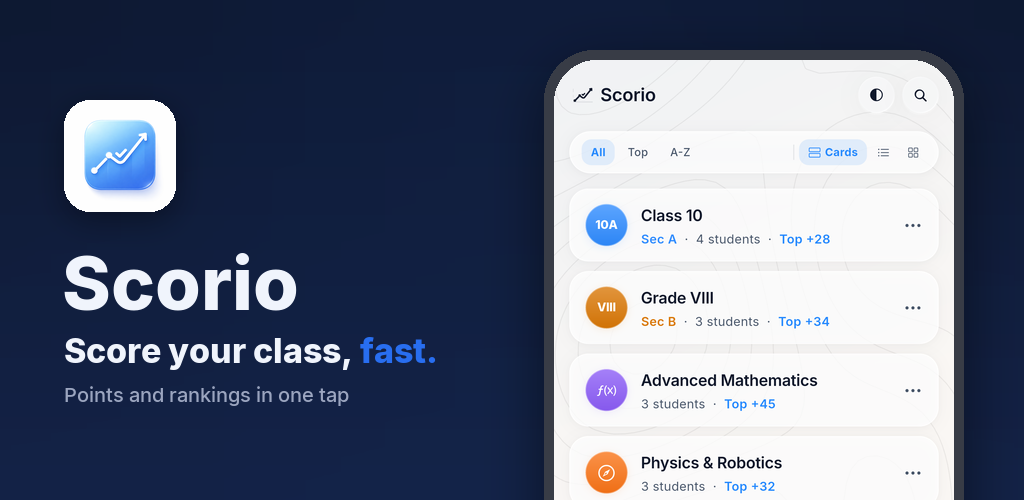 Scorio
Score your class, fast.
Points and rankings in one tap
Scorio
All Top A-Z Cards
10A
Class 10
Sec A · 4 students · Top +28
VIII
Grade VIII
Sec B · 3 students · Top +34
f(x)
Advanced Mathematics
3 students · Top +45
Physics & Robotics
3 students · Top +32